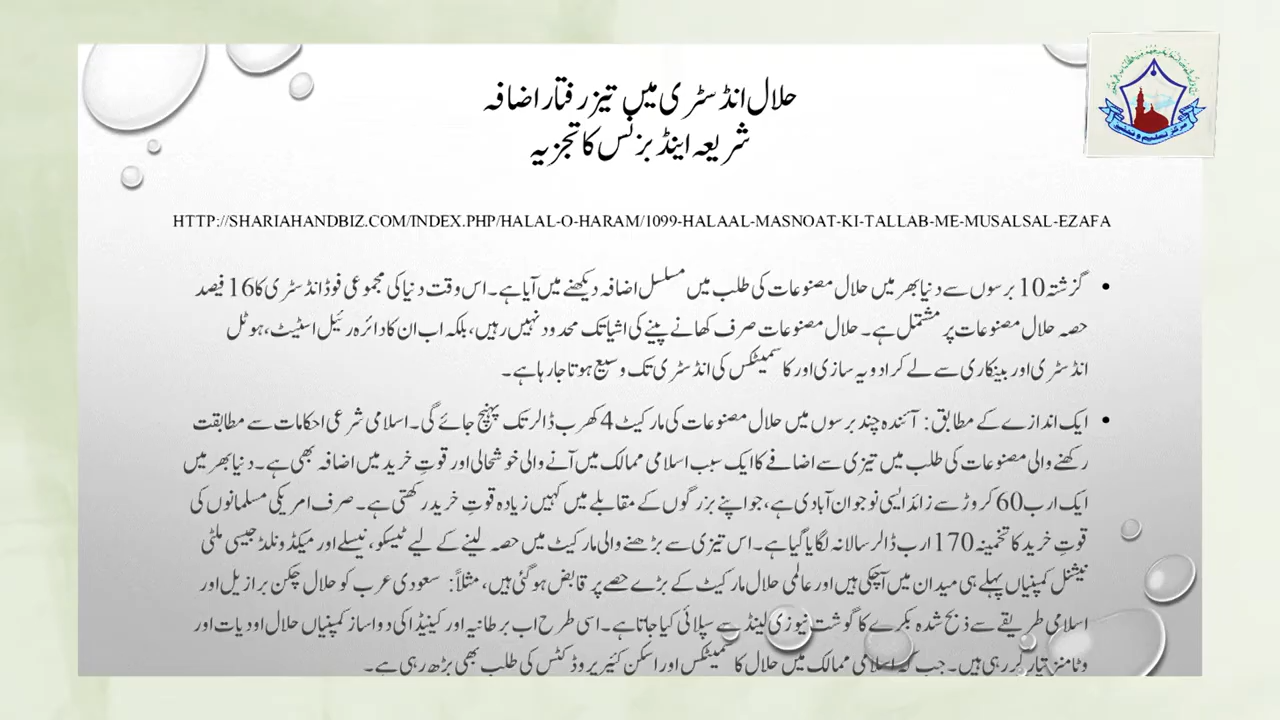 حلال انڈسٹری میں تیز رفتار اضافہ
شریعہ اینڈ بزنس کا تجزیہ
HTTP://SHARIAHANDBIZ.COM/INDEX.PHP/HALAL-O-HARAM/1099-HALAAL-MASNOAT-KI-TALLAB-ME-MUSALSAL-EZAFA
• گزشتہ 10 برسوں سے دنیا بھر میں حلال مصنوعات کی طلب میں مسلسل اضافہ دیکھنے میں آیا ہے۔ اس وقت دنیا کی مجموعی فوڈ انڈسٹری کا 16 فیصد
حصہ حلال مصنوعات پر مشتمل ہے۔ حلال مصنوعات صرف کھانے پینے کی اشیا تک محدود نہیں رہیں، بلکہ اب ان کا دائرہ رئیل اسٹیٹ، ہوٹل
انڈسٹری اور بینکاری سے لے کر ادویہ سازی اور کاسمیٹکس کی انڈسٹری تک وسیع ہوتا جا رہا ہے۔
• ایک اندازے کے مطابق: آئندہ چند برسوں میں حلال مصنوعات کی مارکیٹ 4 کھرب ڈالر تک پہنچ جائے گی۔ اسلامی شرعی احکامات سے مطابقت
رکھنے والی مصنوعات کی طلب میں تیزی سے اضافے کا ایک سبب اسلامی ممالک میں آنے والی خوشحالی اور قوتِ خرید میں اضافہ بھی ہے۔ دنیا بھر میں
ایک ارب 60 کروڑ سے زائد ایسی نوجوان آبادی ہے، جو اپنے بزرگوں کے مقابلے میں کہیں زیادہ قوتِ خرید رکھتی ہے۔ صرف امریکی مسلمانوں کی
قوتِ خرید کا تخمینہ 170 ارب ڈالر سالانہ لگایا گیا ہے۔ اس تیزی سے بڑھنے والی مارکیٹ میں حصہ لینے کے لیے ٹیسکو، نیسلے اور میکڈونلڈ جیسی ملٹی
نیشنل کمپنیاں پہلے ہی میدان میں آچکی ہیں اور عالمی حلال مارکیٹ کے بڑے حصے پر قابض ہو گئی ہیں، مثلاً: سعودی عرب کو حلال چکن برازیل اور
اسلامی طریقے سے ذبح شدہ بکرے کا گوشت نیوزی لینڈ سے سپلائی کیا جاتا ہے۔ اسی طرح اب برطانیہ اور کینیڈا کی دوا ساز کمپنیاں حلال ادویات اور
وٹامنز تیار کر رہی ہیں۔ جب کہ اسلامی ممالک میں حلال کاسمیٹکس اور اسکن کئیر پروڈکٹس کی طلب بھی بڑھ رہی ہے۔